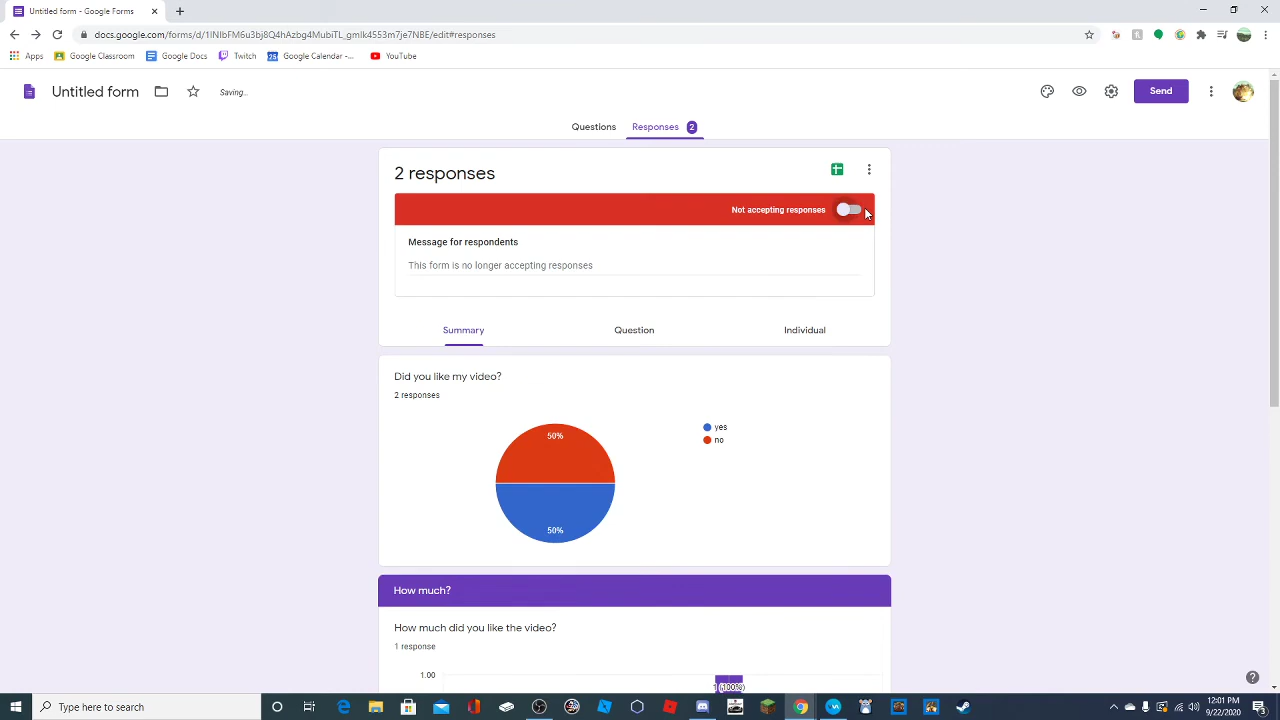 Untitled form - Google Forms
docs.google.com/forms/d/1INIbFM6u3bj8Q4hAzbg4MubiTL_gmIk4553m7je7NBE/edit#responses
Apps Google Classroom Google Docs Twitch Google Calendar -... YouTube
Untitled form Saving... Send
Questions Responses 2
2 responses
Not accepting responses
Message for respondents
This form is no longer accepting responses
Summary Question Individual
Did you like my video?
2 responses
50%
yes
no
50%
How much?
How much did you like the video?
1 response
1.00
1 (100%)
Type here to search
12:01 PM
9/22/2020